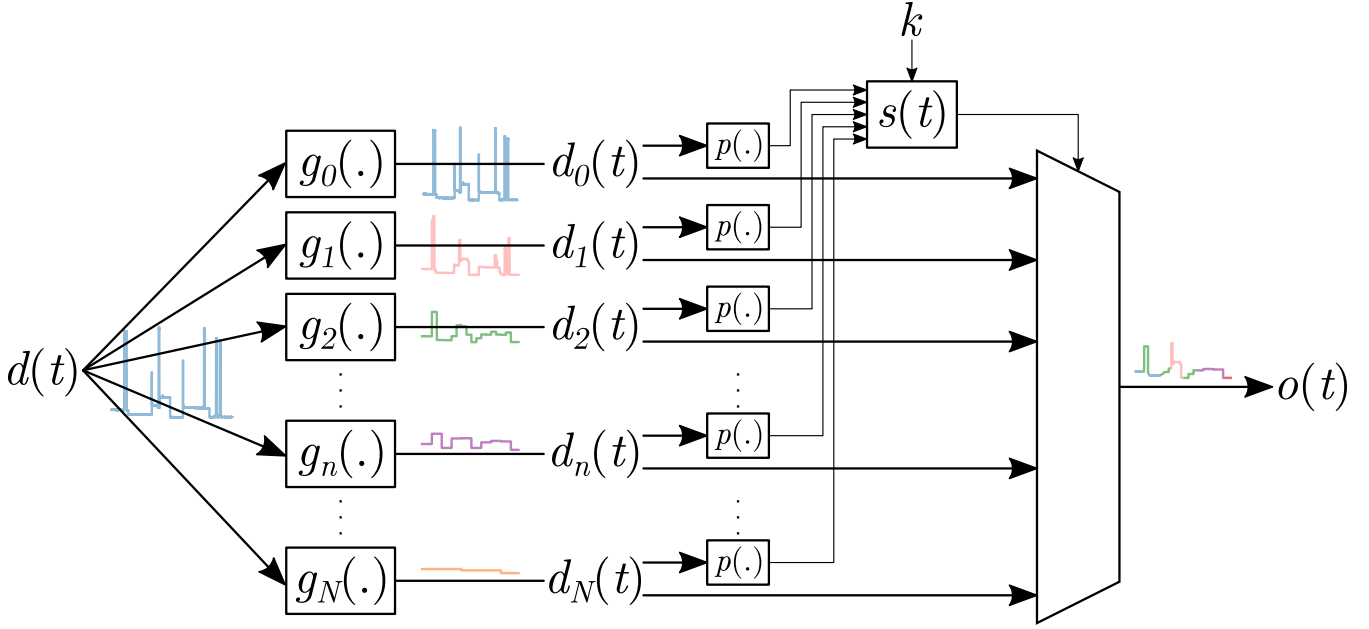 k
s(t)
g0(.) d0(t) p(.)
g1(.) d1(t) p(.)
g2(.) d2(t) p(.)
d(t)
o(t)
gn(.) dn(t) p(.)
gN(.) dN(t) p(.)